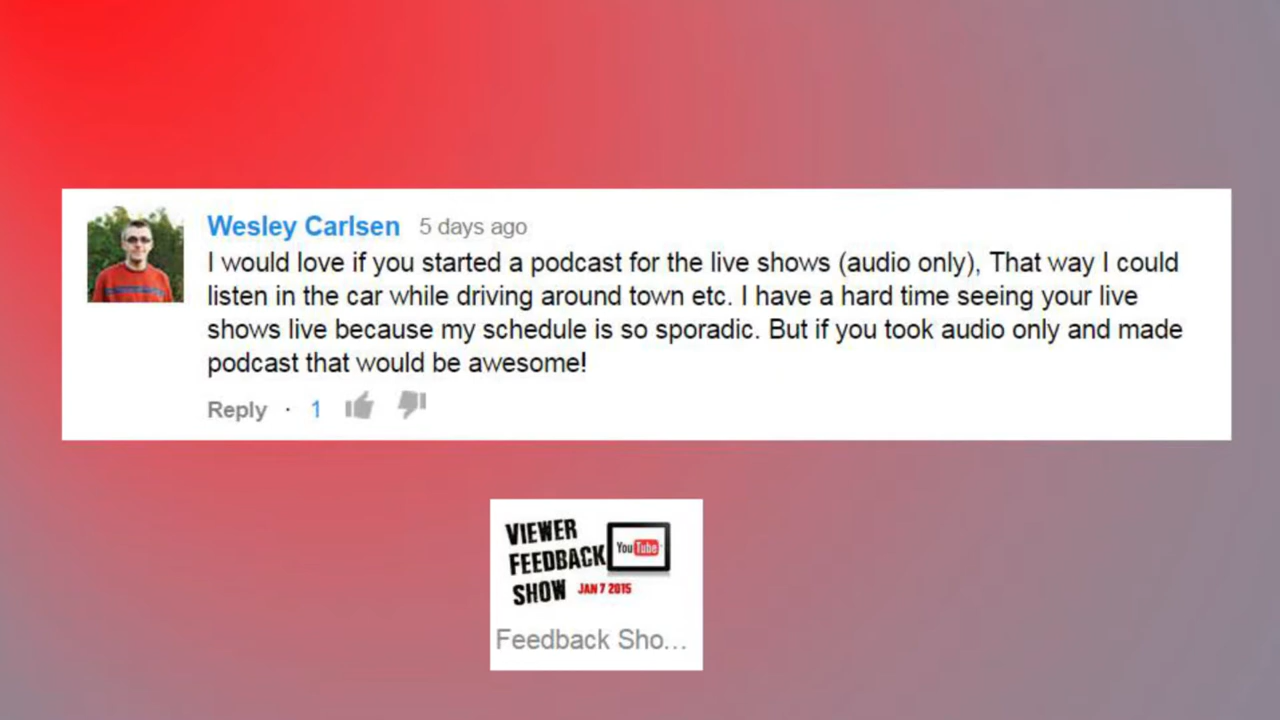 Wesley Carlsen 5 days ago
I would love if you started a podcast for the live shows (audio only), That way I could
listen in the car while driving around town etc. I have a hard time seeing your live
shows live because my schedule is so sporadic. But if you took audio only and made
podcast that would be awesome!
Reply · 1
VIEWER
FEEDBACK
SHOW JAN 7 2015
YouTube
Feedback Sho...